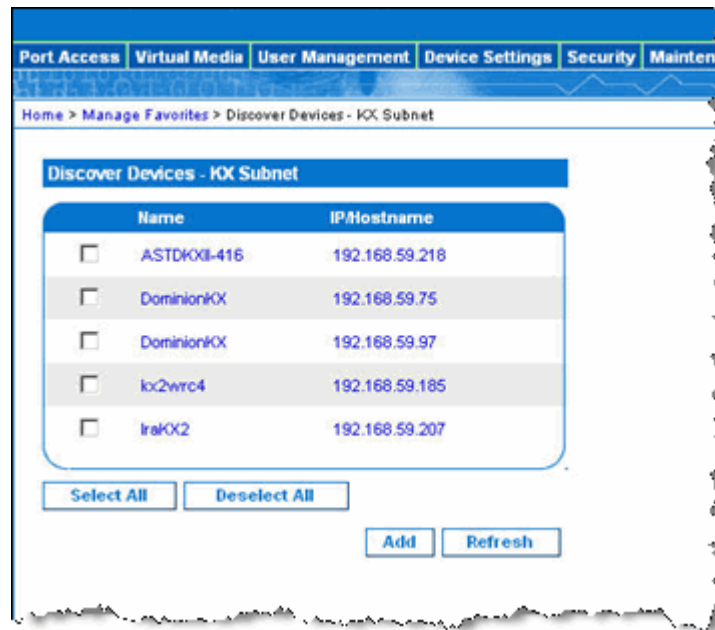 Port Access Virtual Media User Management Device Settings Security Mainten
Home > Manage Favorites > Discover Devices - KX Subnet
Discover Devices - KX Subnet
Name IP/Hostname
ASTDKXII-416 192.168.59.218
DominionKX 192.168.59.75
DominionKX 192.168.59.97
kx2wrc4 192.168.59.185
IraKX2 192.168.59.207
Select All Deselect All
Add Refresh